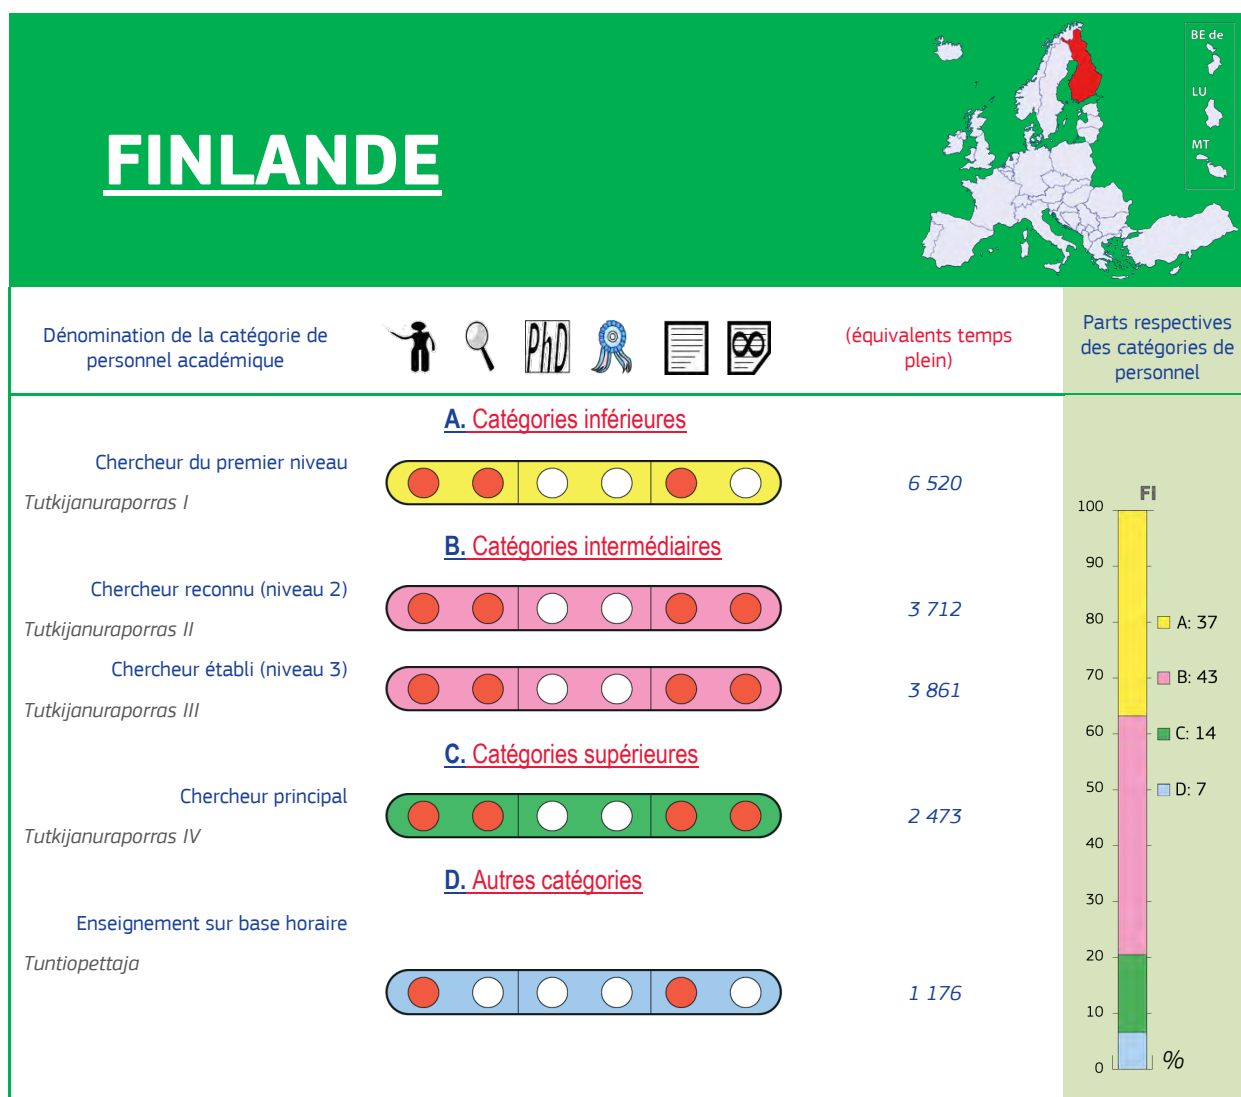 BE de
LU
MT
FINLANDE
Dénomination de la catégorie de
personnel académique
PhD
(équivalents temps
plein)
Parts respectives
des catégories de
personnel
A. Catégories inférieures
Chercheur du premier niveau
Tutkijanuraporras I
6 520
B. Catégories intermédiaires
Chercheur reconnu (niveau 2)
Tutkijanuraporras II
3 712
Chercheur établi (niveau 3)
Tutkijanuraporras III
3 861
C. Catégories supérieures
Chercheur principal
Tutkijanuraporras IV
2 473
D. Autres catégories
Enseignement sur base horaire
Tuntiopettaja
1 176
FI
100
90
80
70
60
50
40
30
20
10
0
%
A: 37
B: 43
C: 14
D: 7